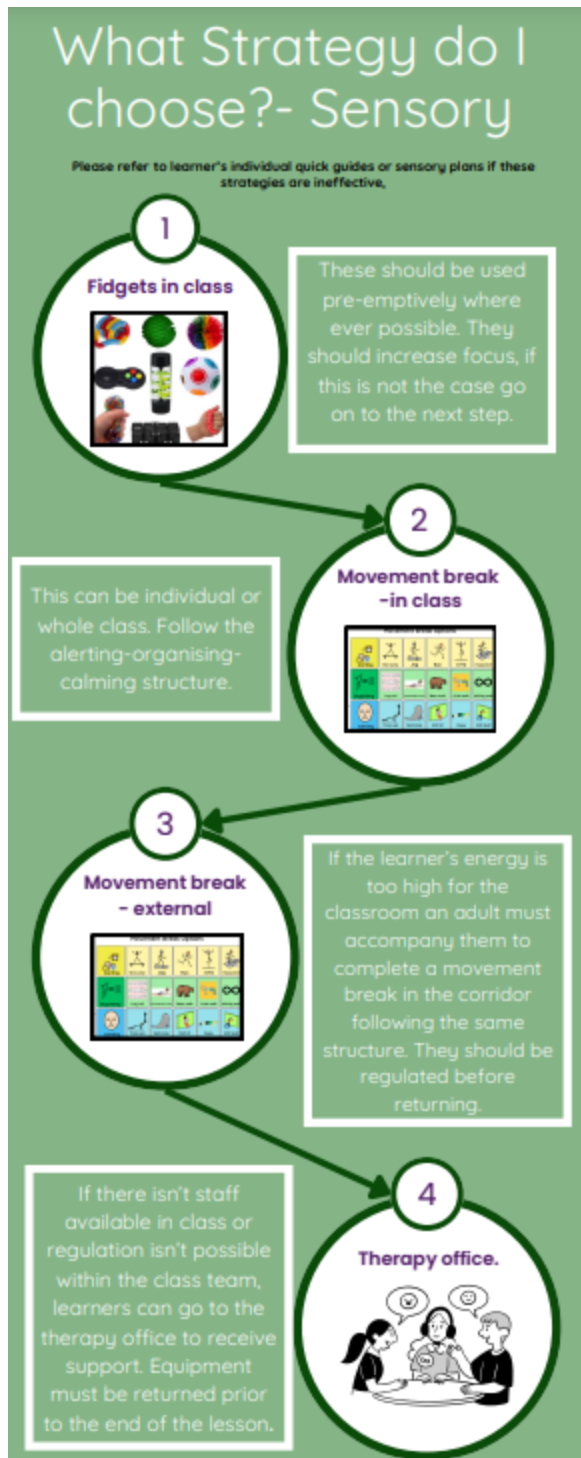 What Strategy do I
choose?- Sensory
Please refer to learner's individual quick guides or sensory plans if these
strategies are ineffective,
1
Fidgets in class
These should be used
pre-emptively where
ever possible. They
should increase focus, if
this is not the case go
on to the next step.
2
Movement break
-in class
This can be individual or
whole class. Follow the
alerting-organising-
calming structure.
3
Movement break
- external
If the learner's energy is
too high for the
classroom an adult must
accompany them to
complete a movement
break in the corridor
following the same
structure. They should be
regulated before
returning.
4
Therapy office.
If there isn't staff
available in class or
regulation isn't possible
within the class team,
learners can go to the
therapy office to receive
support. Equipment
must be returned prior
to the end of the lesson.